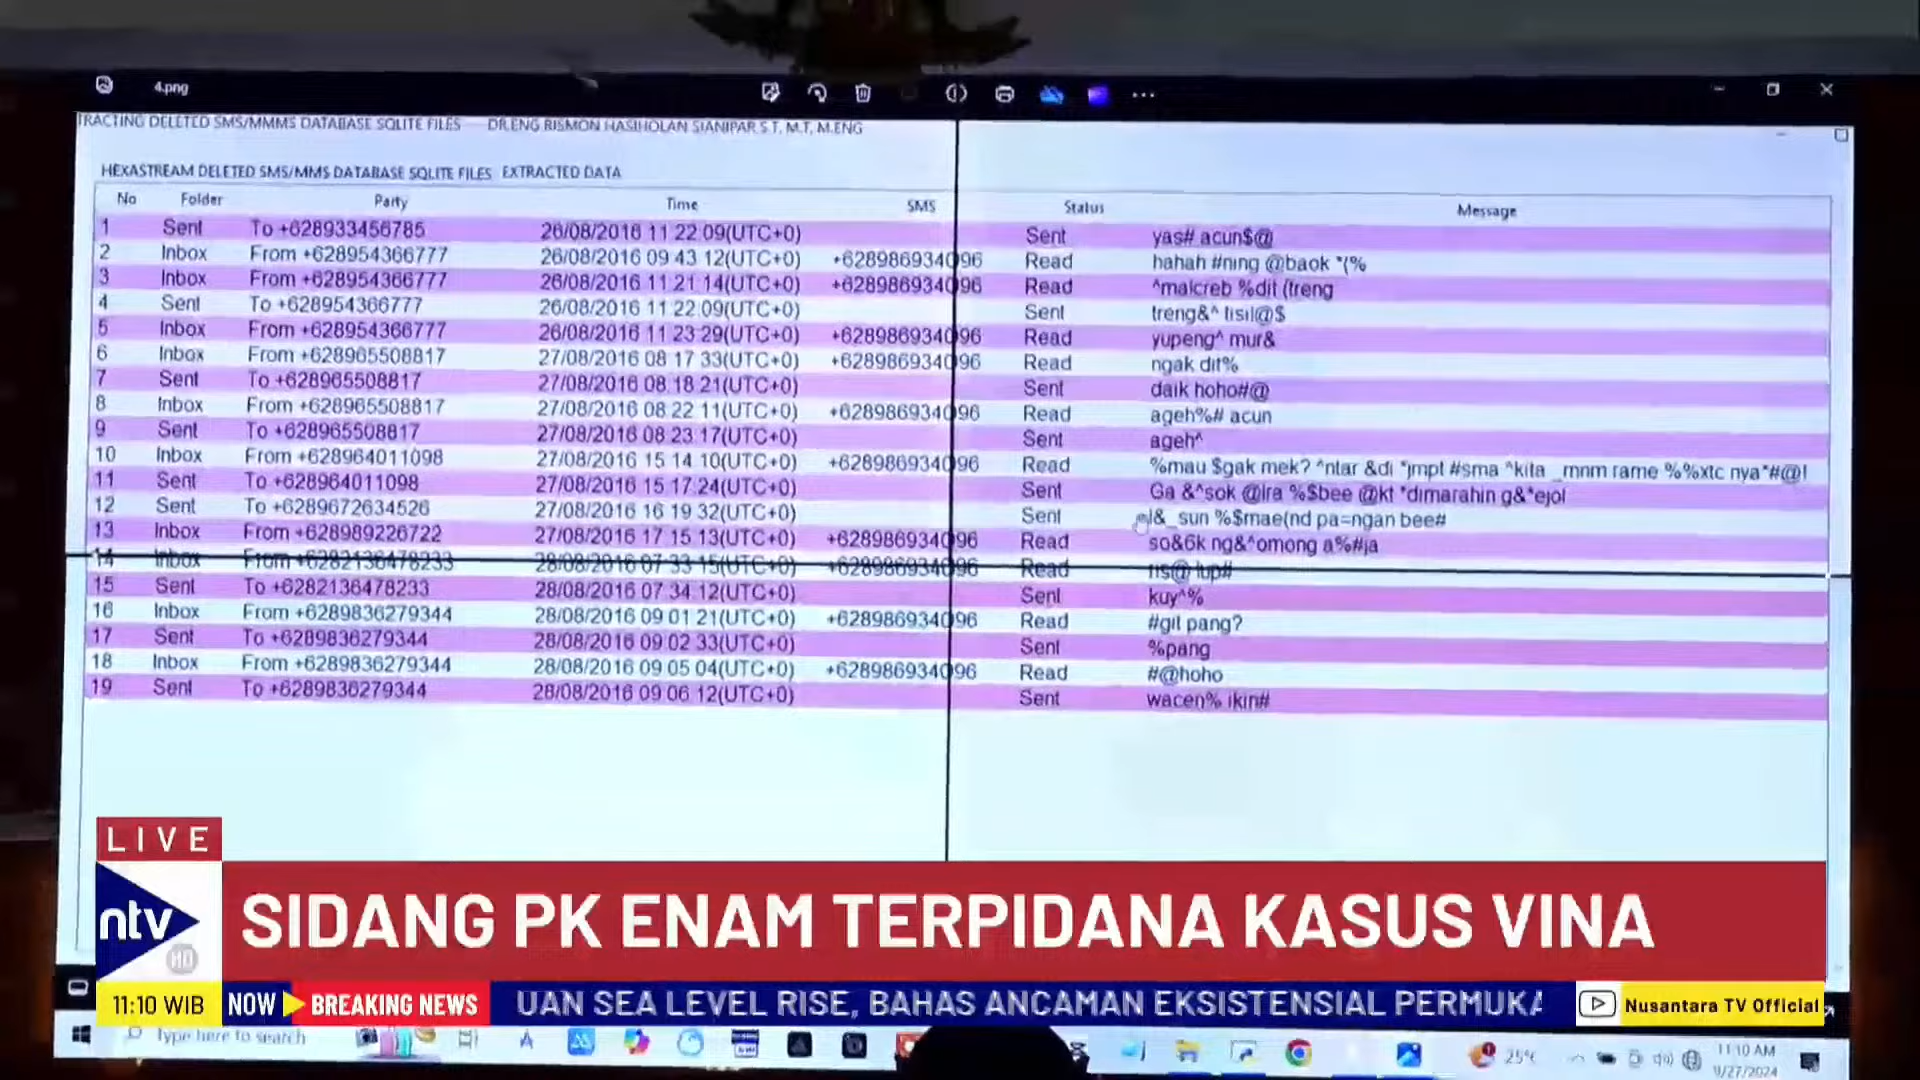 4.png
TRACTING DELETED SMS/MMMS DATABASE SQLITE FILES DR.ENG RISMON HASIHOLAN SIANIPAR S.T, M.T, M.ENG
HEXASTREAM DELETED SMS/MMS DATABASE SQLITE FILES EXTRACTED DATA
No Folder Party Time SMS Status Message
1 Sent To +628933456785 26/08/2016 11 22 09(UTC+0) Sent yas# acun$@
2 Inbox From +628954366777 26/08/2016 09 43 12(UTC+0) +628986934096 Read hahah #ning @baok *(%
3 Inbox From +628954366777 26/08/2016 11 21 14(UTC+0) +628986934096 Read ^malcreb %dit (treng
4 Sent To +628954366777 26/08/2016 11 22 09(UTC+0) Sent treng&^ tisil@$
5 Inbox From +628954366777 26/08/2016 11 23 29(UTC+0) +628986934096 Read yupeng^ mur&
6 Inbox From +628965508817 27/08/2016 08 17 33(UTC+0) +628986934096 Read ngak dit%
7 Sent To +628965508817 27/08/2016 08 18 21(UTC+0) Sent daik hoho#@
8 Inbox From +628965508817 27/08/2016 08 22 11(UTC+0) +628986934096 Read ageh%# acun
9 Sent To +628965508817 27/08/2016 08 23 17(UTC+0) Sent ageh^
10 Inbox From +628964011098 27/08/2016 15 14 10(UTC+0) +628986934096 Read %mau $gak mek? ^ntar &di *jmpt #sma ^kita _mnm rame %%xtc nya*#@!
11 Sent To +628964011098 27/08/2016 15 17 24(UTC+0) Sent Ga &^sok @lra %$bee @kt *dimarahin g&*ejol
12 Sent To +6289672634526 27/08/2016 16 19 32(UTC+0) Sent l&_sun %$mae(nd pa=ngan bee#
13 Inbox From +628989226722 27/08/2016 17 15 13(UTC+0) +628986934096 Read so&6k ng&^omong a%#ja
14 Inbox From +6282136478233 28/08/2016 07 33 15(UTC+0) +628986934096 Read ris@ lup#
15 Sent To +6282136478233 28/08/2016 07 34 12(UTC+0) Sent kuy^%
16 Inbox From +6289836279344 28/08/2016 09 01 21(UTC+0) +628986934096 Read #gil pang?
17 Sent To +6289836279344 28/08/2016 09 02 33(UTC+0) Sent %pang
18 Inbox From +6289836279344 28/08/2016 09 05 04(UTC+0) +628986934096 Read #@hoho
19 Sent To +6289836279344 28/08/2016 09 06 12(UTC+0) Sent wacen% ikin#
LIVE
ntv
HD
SIDANG PK ENAM TERPIDANA KASUS VINA
11:10 WIB NOW BREAKING NEWS UAN SEA LEVEL RISE, BAHAS ANCAMAN EKSISTENSIAL PERMUKA Nusantara TV Official
Type here to search 25°C 11:10 AM
9/27/2024